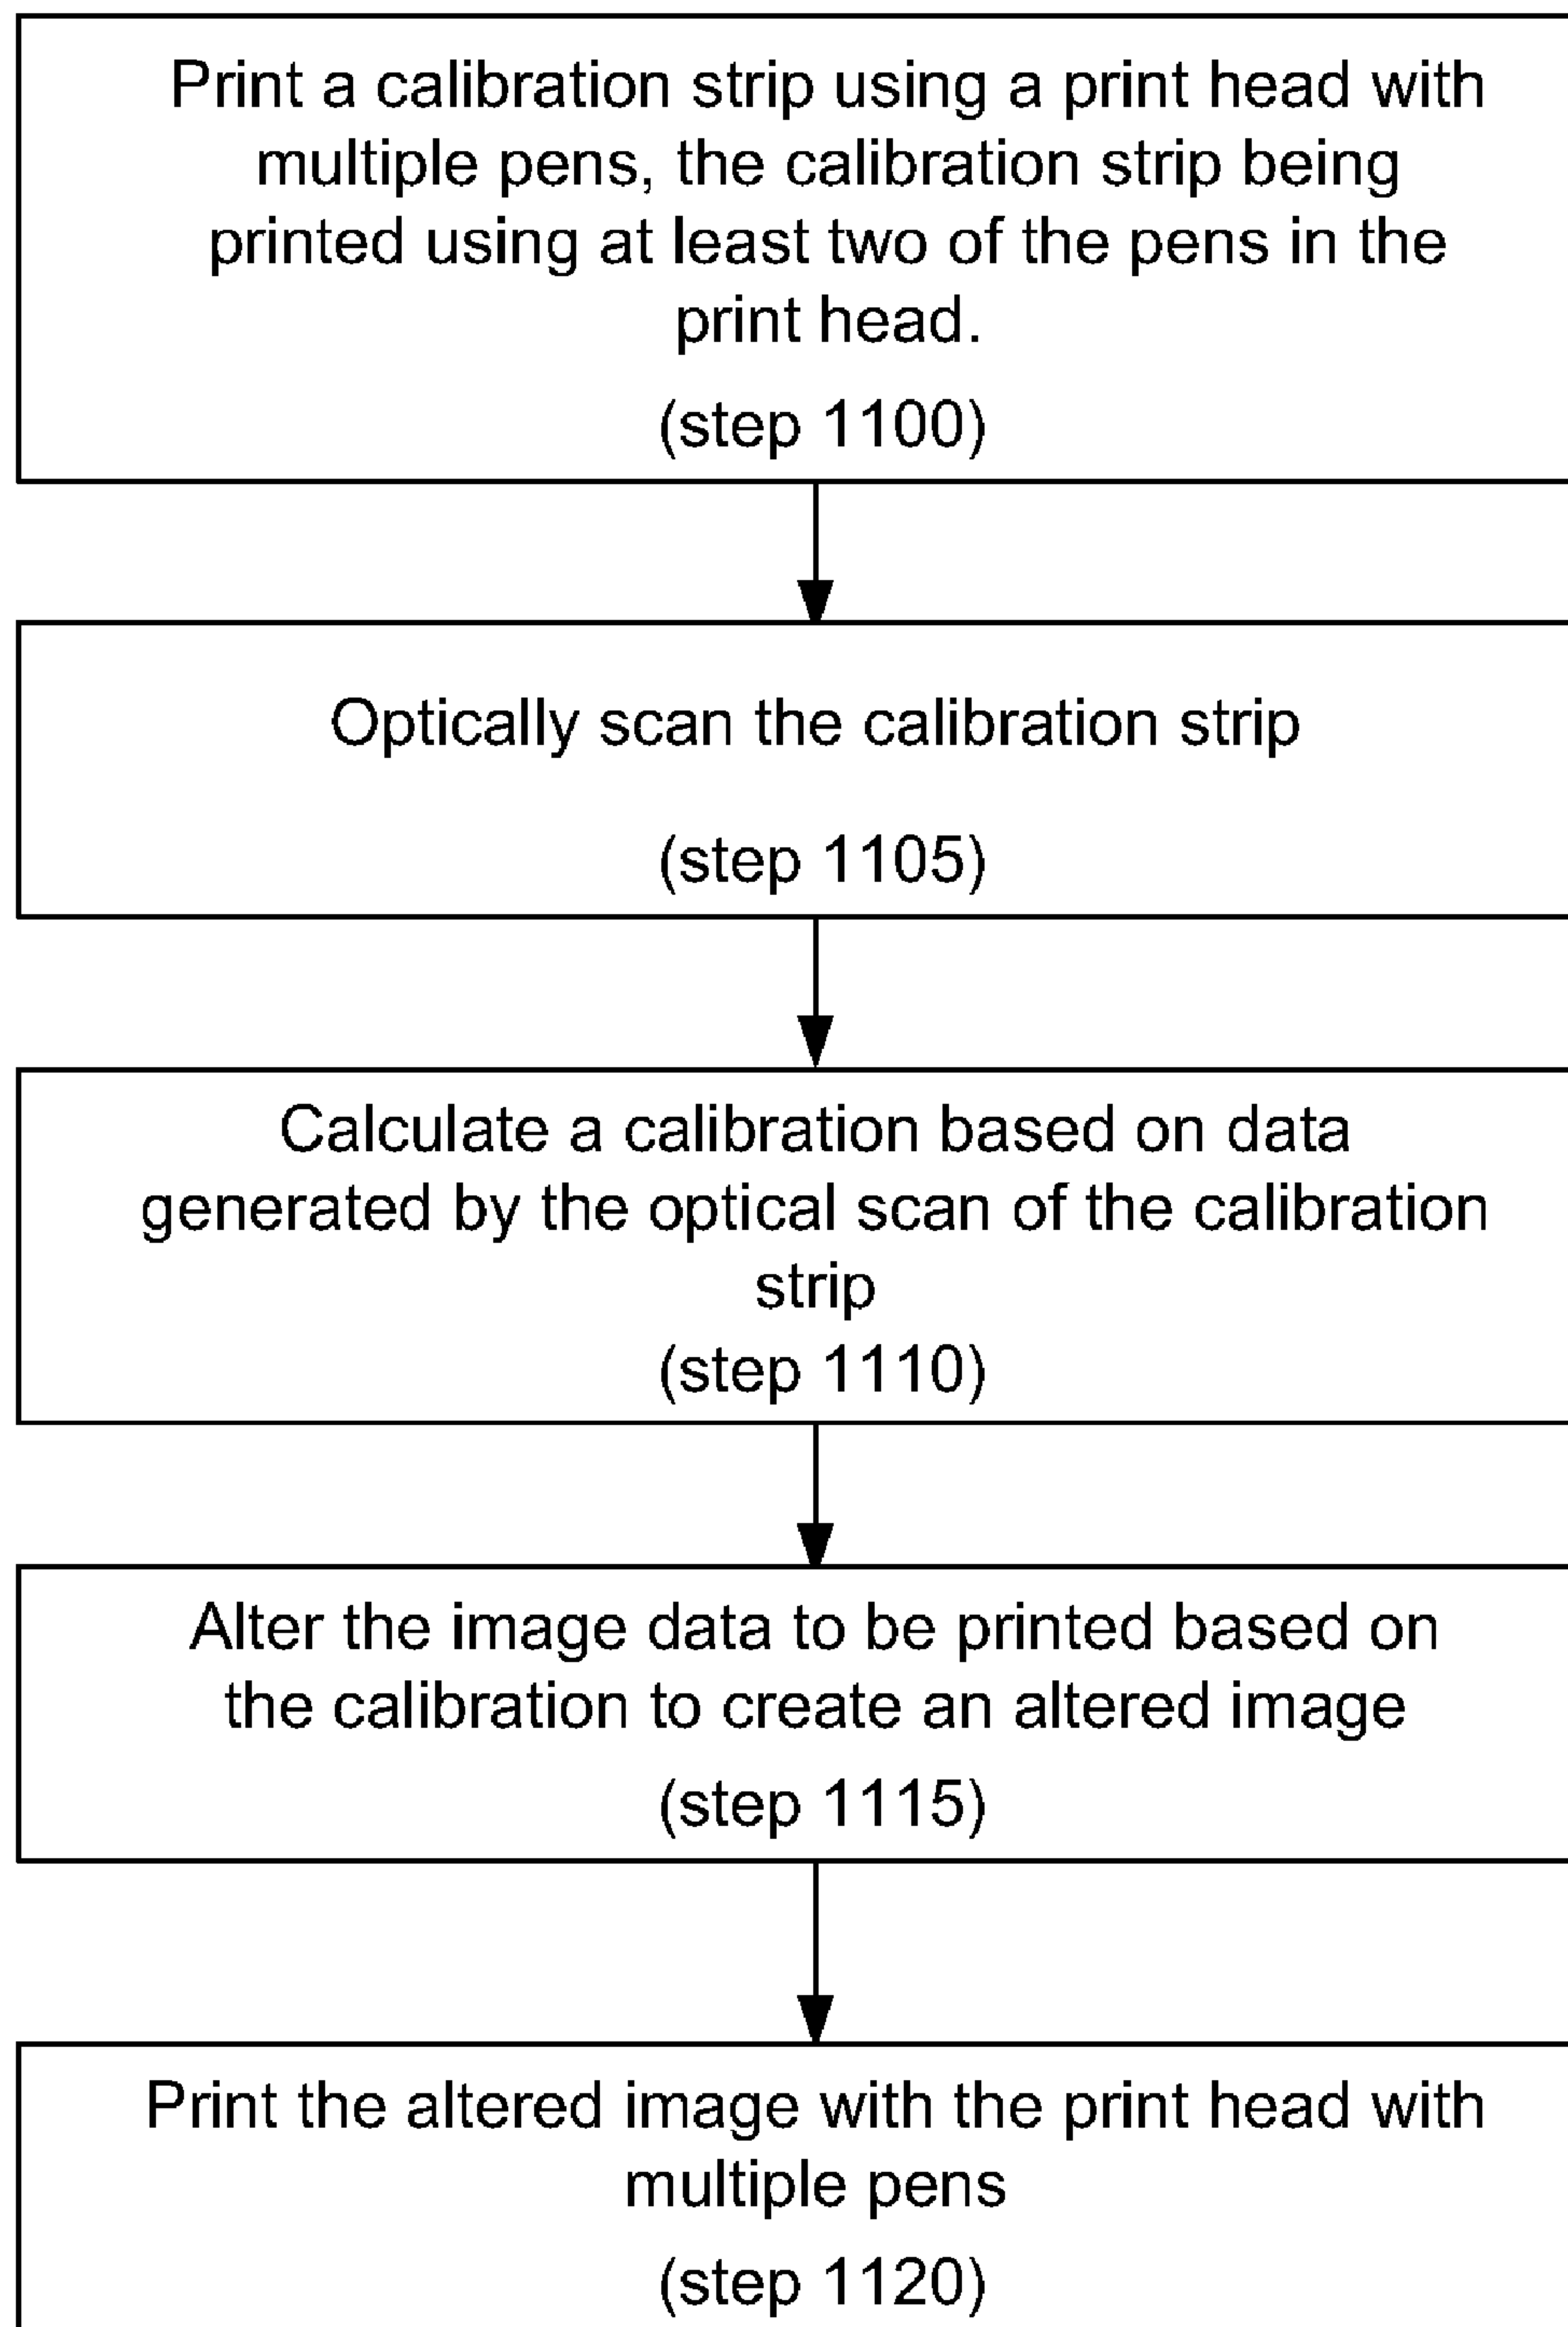 Print a calibration strip using a print head with
multiple pens, the calibration strip being
printed using at least two of the pens in the
print head.
(step 1100)
Optically scan the calibration strip
(step 1105)
Calculate a calibration based on data
generated by the optical scan of the calibration
strip
(step 1110)
Alter the image data to be printed based on
the calibration to create an altered image
(step 1115)
Print the altered image with the print head with
multiple pens
(step 1120)